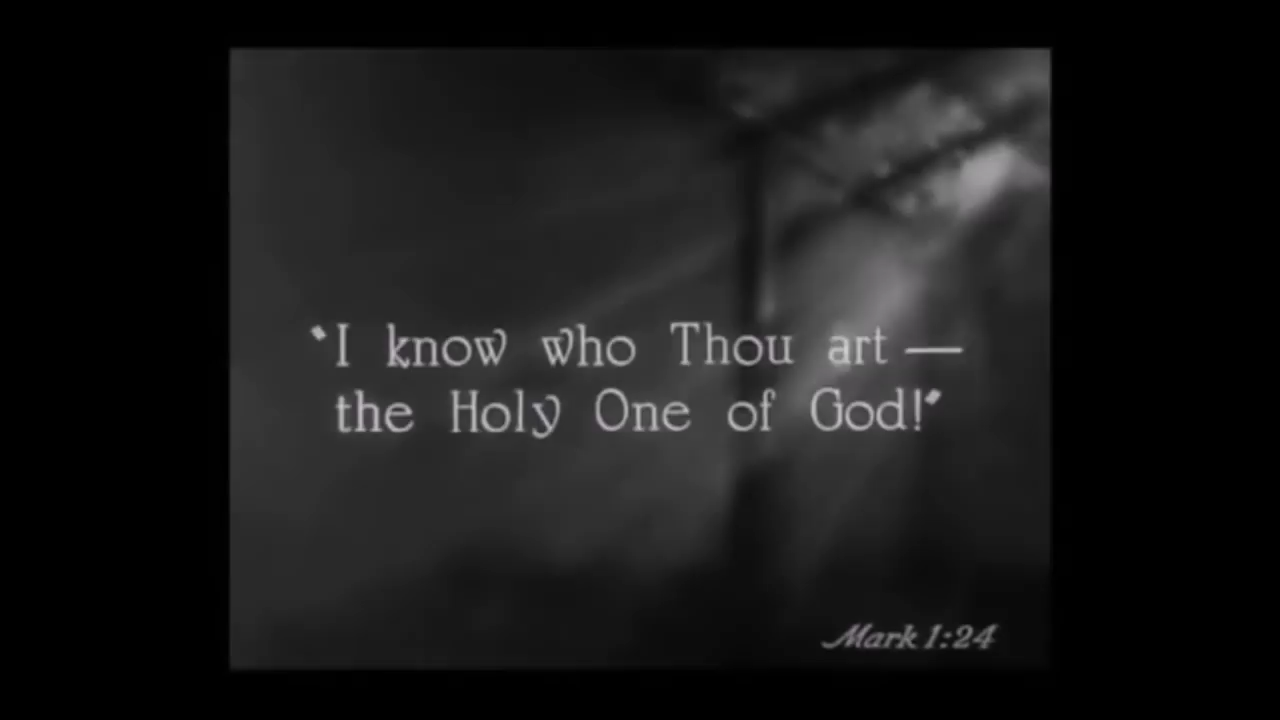 "I know who Thou art —
the Holy One of God!"
Mark 1:24